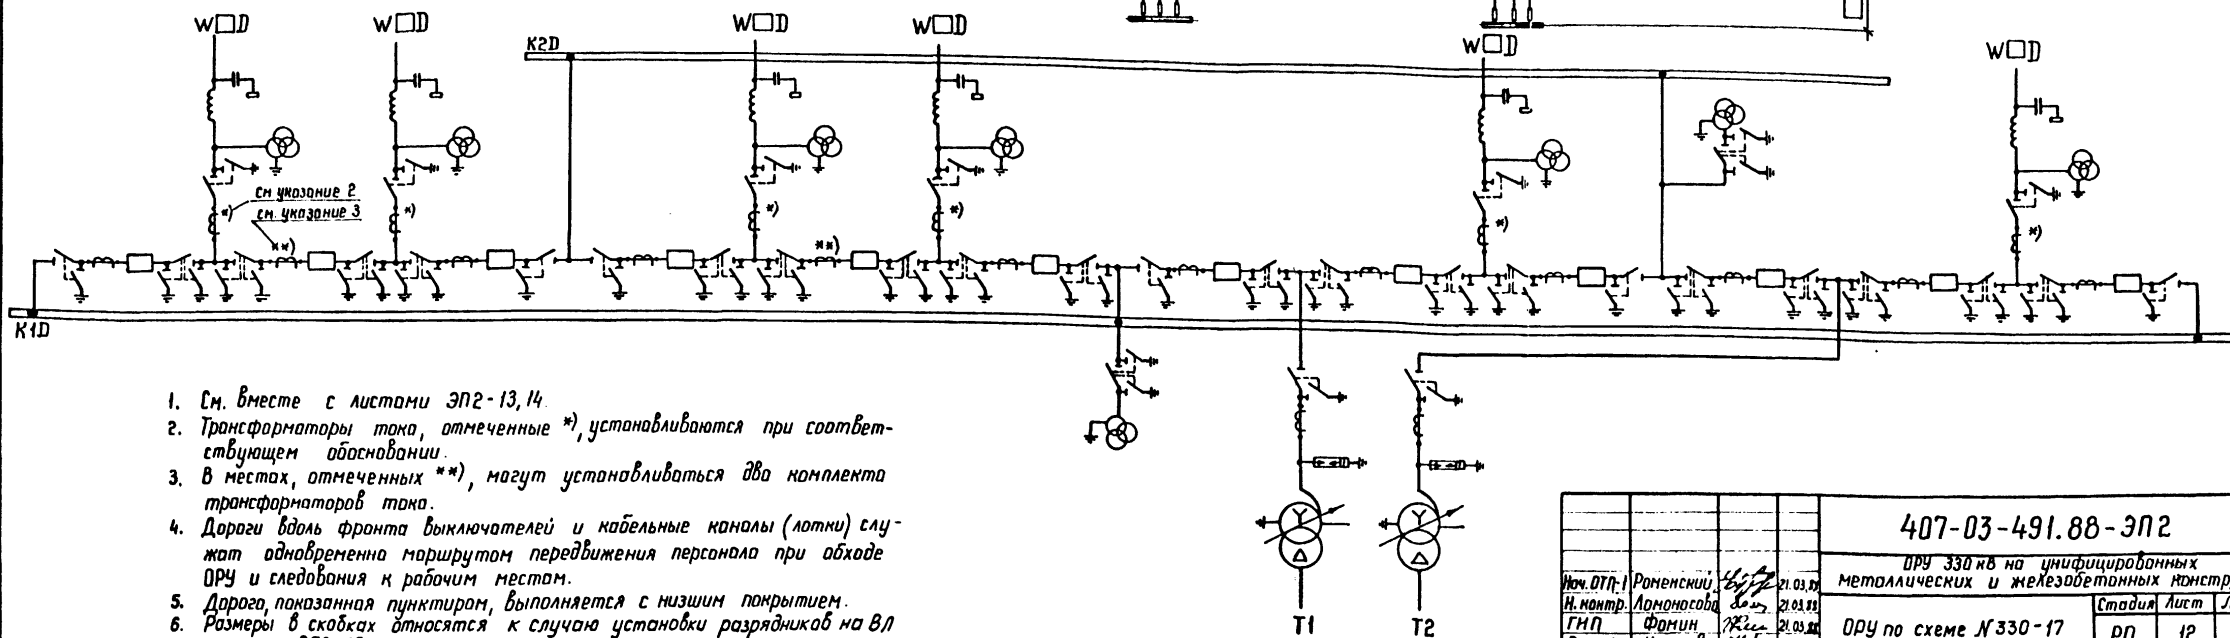 W□D
W□D
W□D
W□D
W□D
W□D
K2D
см указание 2
*)
см. указание 3
**)
*)
*)
*)
*)
*)
**)
K1D
1. См. вместе с листами ЭП2-13,14.
2. Трансформаторы тока, отмеченные *), устанавливаются при соответ-
ствующем обосновании.
3. В местах, отмеченных **), могут устанавливаться два комплекта
трансформаторов тока.
4. Дороги вдоль фронта выключателей и кабельные каналы (лотки) слу-
жат одновременно маршрутом передвижения персонала при обходе
ОРУ и следования к рабочим местам.
5. Дорога, показанная пунктиром, выполняется с низшим покрытием.
6. Размеры в скобках относятся к случаю установки разрядников на ВЛ
T1
T2
407-03-491.88-ЭП2
ОРУ 330 кв на унифицированных
металлических и железобетонных констр
Нач. ОТП-1 Роменский 21.03.88
Н. контр. Ломоносова 21.03.88
ГИП Фомин 21.03.88
Стадия Лист
ОРУ по схеме N 330-17
РП 12